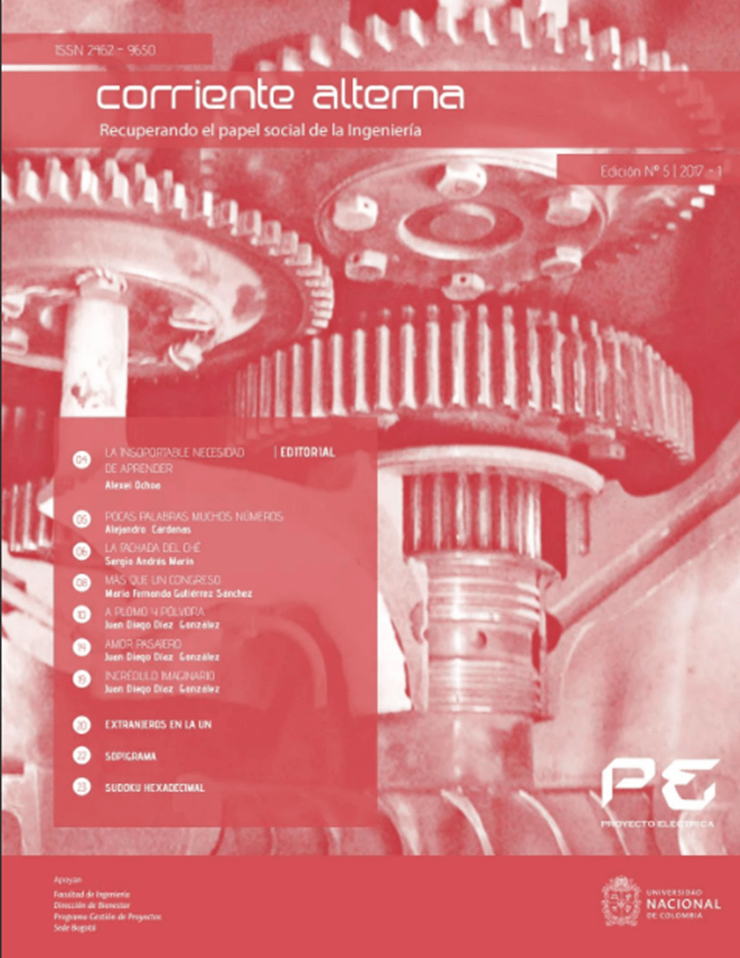 ISSN 2462 - 9650
corriente alterna
Recuperando el papel social de la Ingeniería
Edición Nº 5 | 2017 - 1
04 LA INSOPORTABLE NECESIDAD | EDITORIAL
DE APRENDER
Alexei Ochoa
05 POCAS PALABRAS MUCHOS NÚMEROS
Alejandro Cárdenas
06 LA FACHADA DEL CHÉ
Sergio Andrés Marín
08 MÁS QUE UN CONGRESO
María Fernanda Gutiérrez Sánchez
10 A PLOMO Y PÓLVORA
Juan Diego Díaz González
14 AMOR PASAJERO
Juan Diego Díaz González
19 INCRÉDULO IMAGINARIO
Juan Diego Díaz González
20 EXTRANJEROS EN LA UN
22 SOPIGRAMA
23 SUDOKU HEXADECIMAL
PE
PROYECTO ELÉCTRICA
Apoyan
Facultad de Ingeniería
Dirección de Bienestar
Programa Gestión de Proyectos
Sede Bogotá
UNIVERSIDAD
NACIONAL
DE COLOMBIA